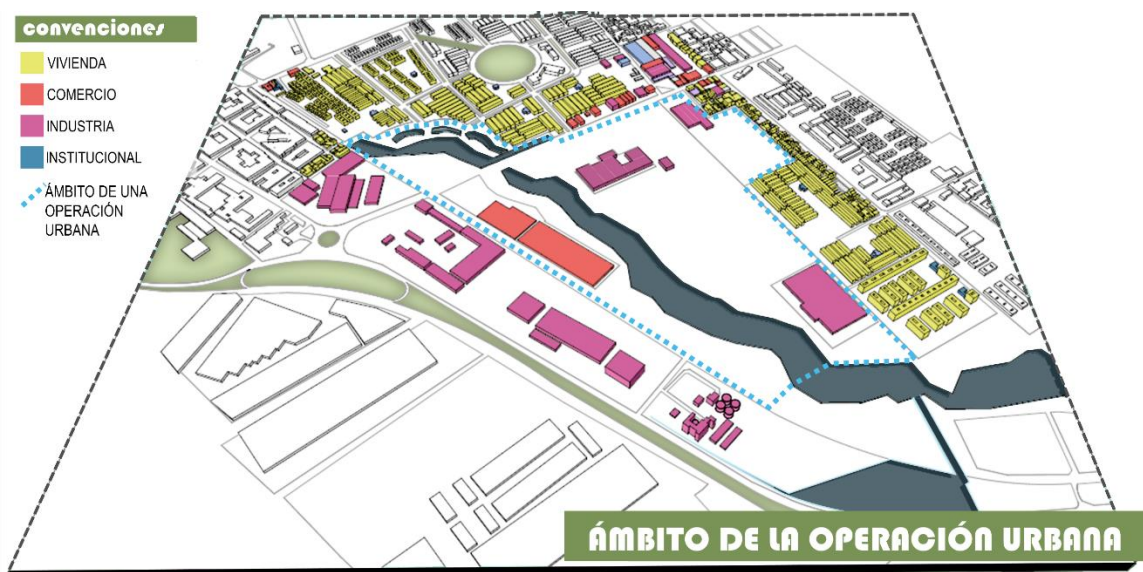 convenciones
VIVIENDA
COMERCIO
INDUSTRIA
INSTITUCIONAL
ÁMBITO DE UNA
OPERACIÓN
URBANA
ÁMBITO DE LA OPERACIÓN URBANA